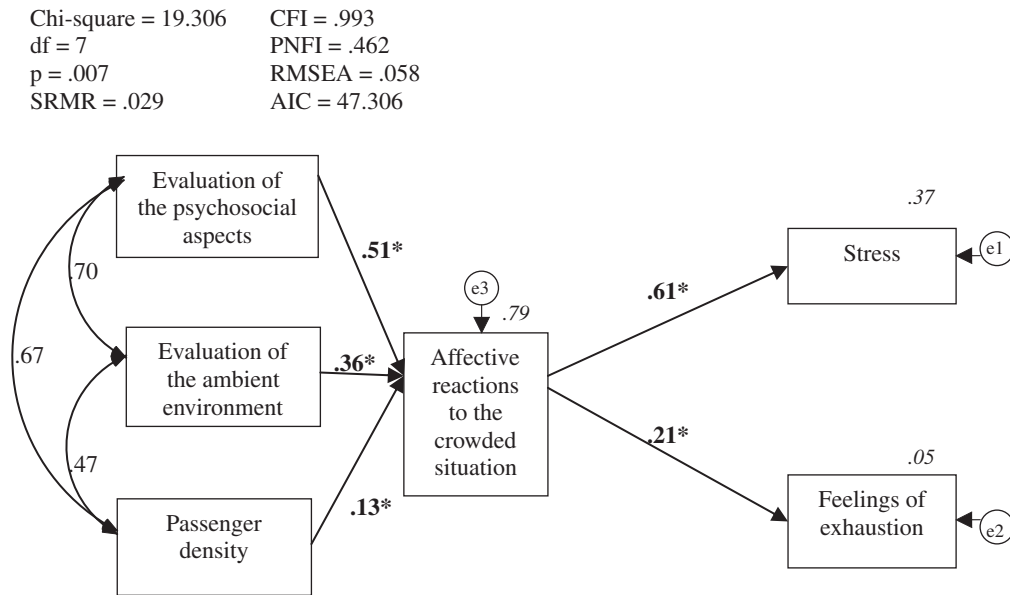 Chi-square = 19.306
df = 7
p = .007
SRMR = .029
CFI = .993
PNFI = .462
RMSEA = .058
AIC = 47.306
Evaluation of
the psychosocial
aspects
.37
.51*
Stress
e1
.70
e3
.79
.61*
.67
Evaluation of
the ambient
environment
.36*
Affective
reactions
to the
crowded
situation
.21*
.47
.05
.13*
Passenger
density
Feelings of
exhaustion
e2